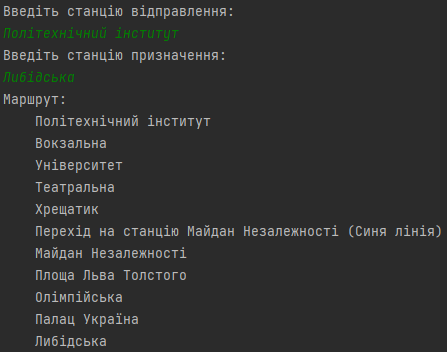 Введіть станцію відправлення:
Політехнічний інститут
Введіть станцію призначення:
Либідська
Маршрут:
Політехнічний інститут
Вокзальна
Університет
Театральна
Хрещатик
Перехід на станцію Майдан Незалежності (Синя лінія)
Майдан Незалежності
Площа Льва Толстого
Олімпійська
Палац Україна
Либідська